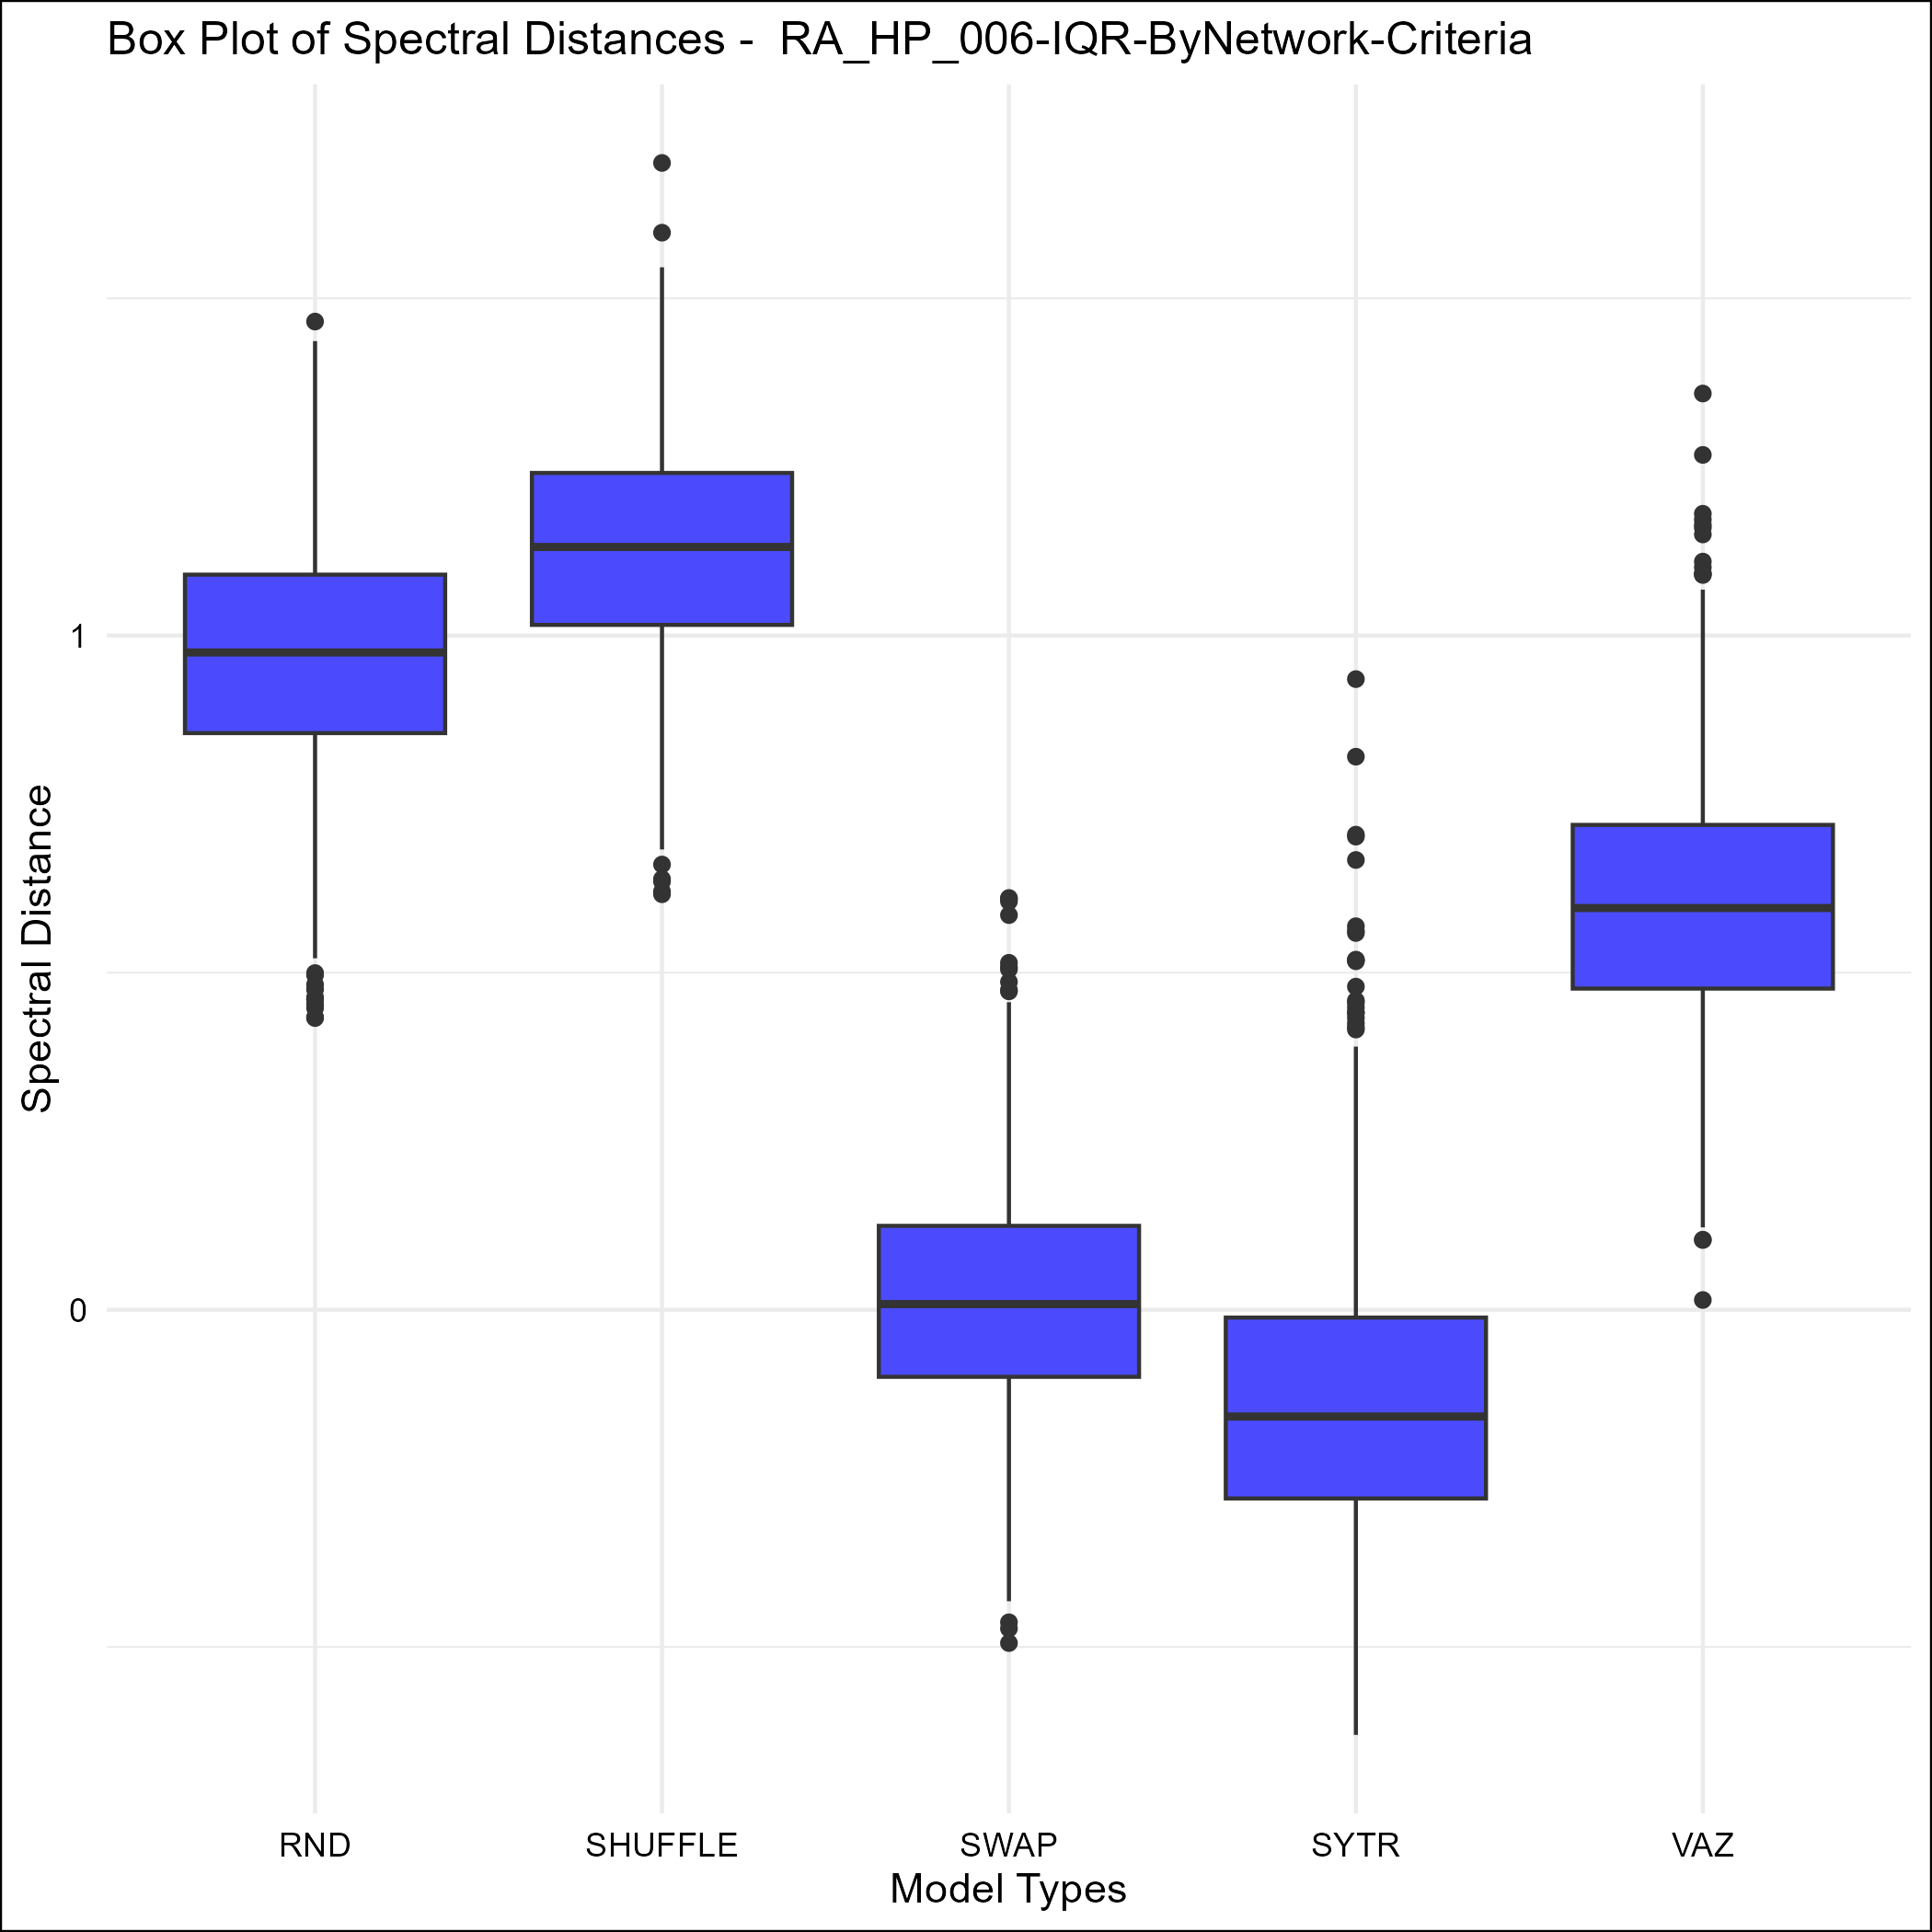 Box Plot of Spectral Distances -  RA_HP_006-IQR-ByNetwork-Criteria
Spectral Distance
1
0
RND SHUFFLE SWAP SYTR VAZ
Model Types